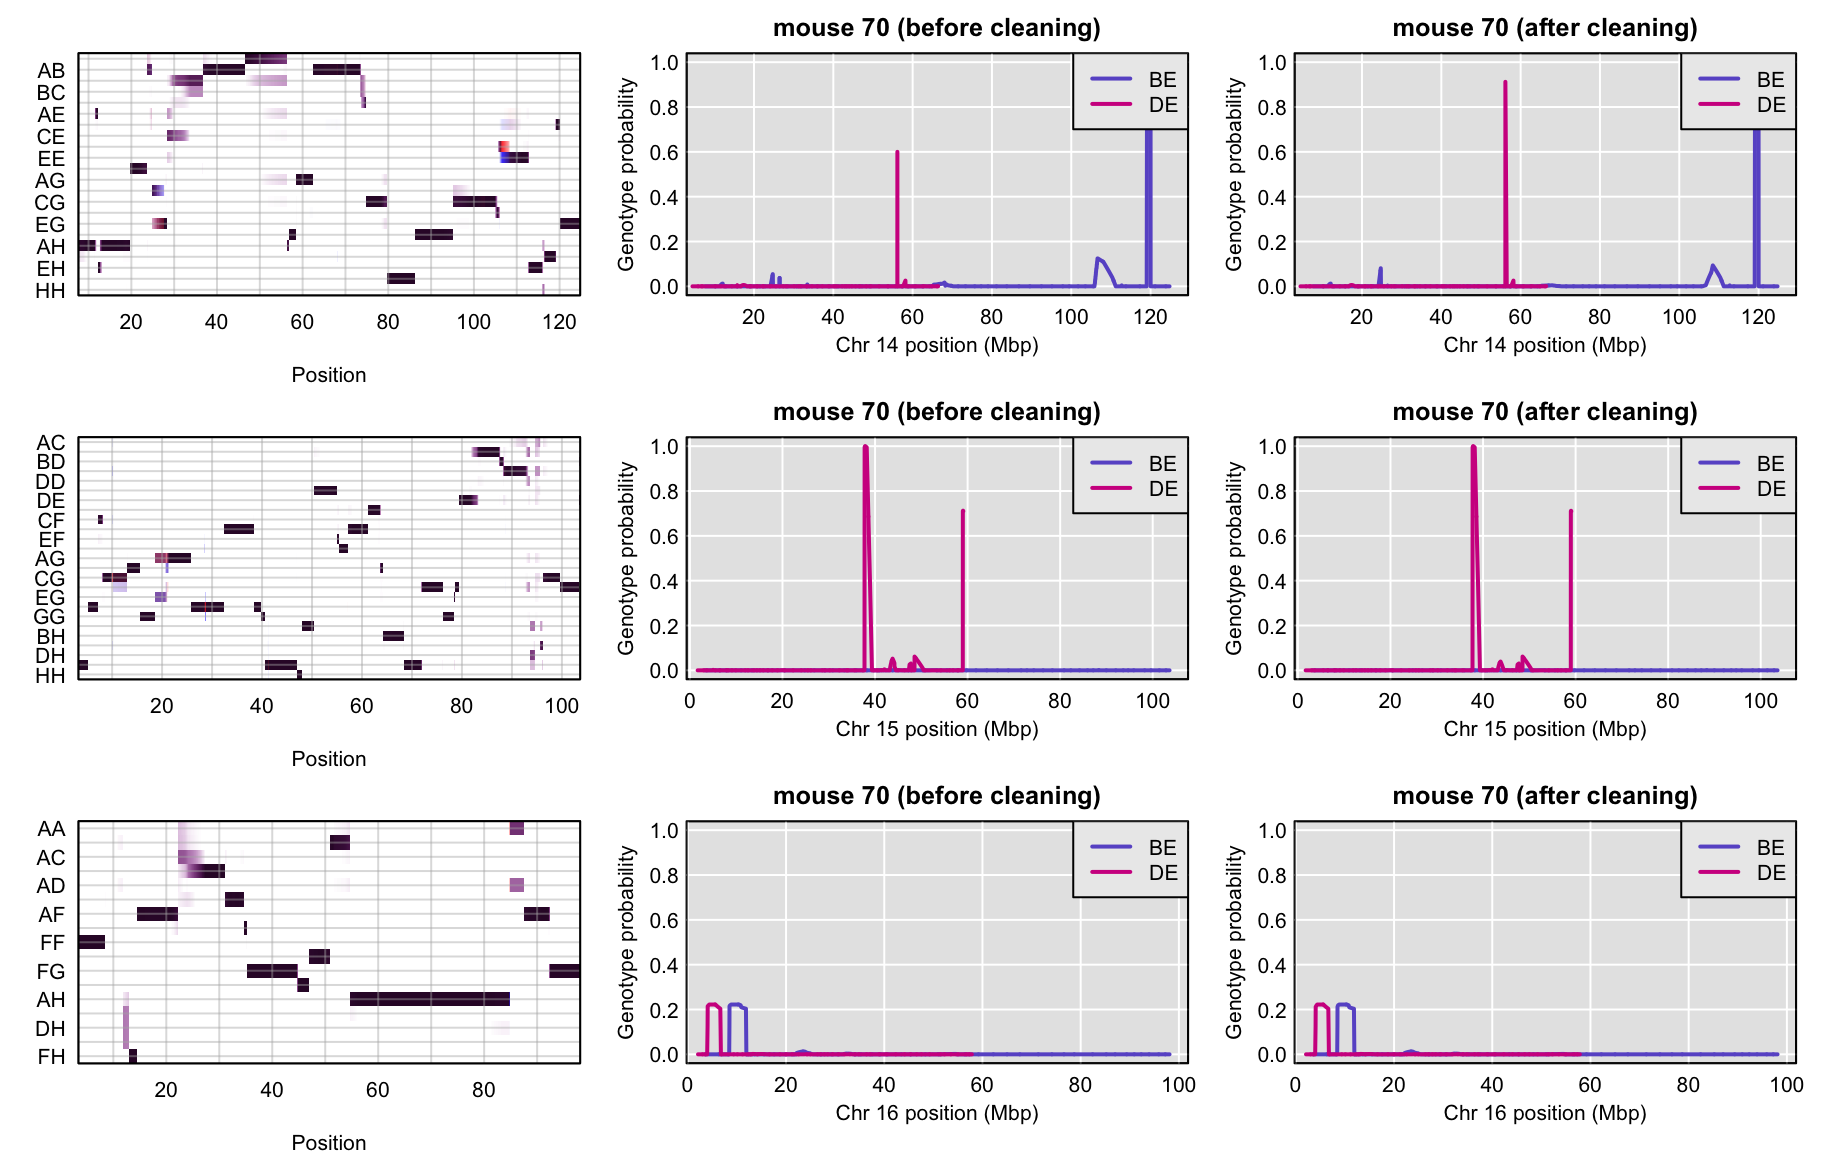 AB
BC
AE
CE
EE
AG
CG
EG
AH
EH
HH
20 40 60 80 100 120
Position
mouse 70 (before cleaning)
Genotype probability
1.0
0.8
0.6
0.4
0.2
0.0
BE
DE
20 40 60 80 100 120
Chr 14 position (Mbp)
mouse 70 (after cleaning)
Genotype probability
1.0
0.8
0.6
0.4
0.2
0.0
BE
DE
20 40 60 80 100 120
Chr 14 position (Mbp)
AC
BD
DD
DE
CF
EF
AG
CG
EG
GG
BH
DH
HH
20 40 60 80 100
Position
mouse 70 (before cleaning)
Genotype probability
1.0
0.8
0.6
0.4
0.2
0.0
BE
DE
0 20 40 60 80 100
Chr 15 position (Mbp)
mouse 70 (after cleaning)
Genotype probability
1.0
0.8
0.6
0.4
0.2
0.0
BE
DE
0 20 40 60 80 100
Chr 15 position (Mbp)
AA
AC
AD
AF
FF
FG
AH
DH
FH
20 40 60 80
Position
mouse 70 (before cleaning)
Genotype probability
1.0
0.8
0.6
0.4
0.2
0.0
BE
DE
0 20 40 60 80 100
Chr 16 position (Mbp)
mouse 70 (after cleaning)
Genotype probability
1.0
0.8
0.6
0.4
0.2
0.0
BE
DE
0 20 40 60 80 100
Chr 16 position (Mbp)